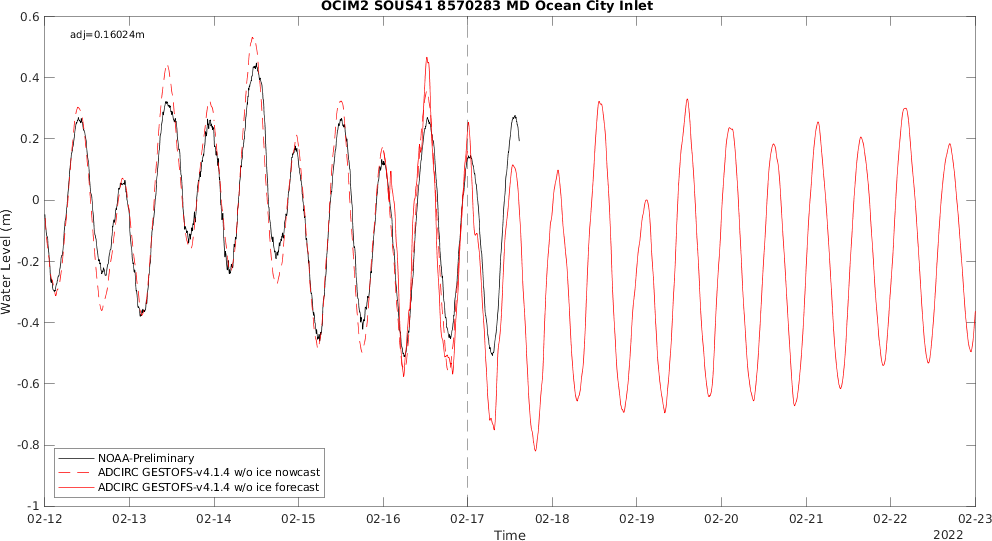 OCIM2 SOUS41 8570283 MD Ocean City Inlet
adj=0.16024m
0.6
0.4
0.2
0
-0.2
-0.4
-0.6
-0.8
-1
Water Level (m)
NOAA-Preliminary
ADCIRC GESTOFS-v4.1.4 w/o ice nowcast
ADCIRC GESTOFS-v4.1.4 w/o ice forecast
02-12 02-13 02-14 02-15 02-16 02-17 02-18 02-19 02-20 02-21 02-22 02-23
Time
2022